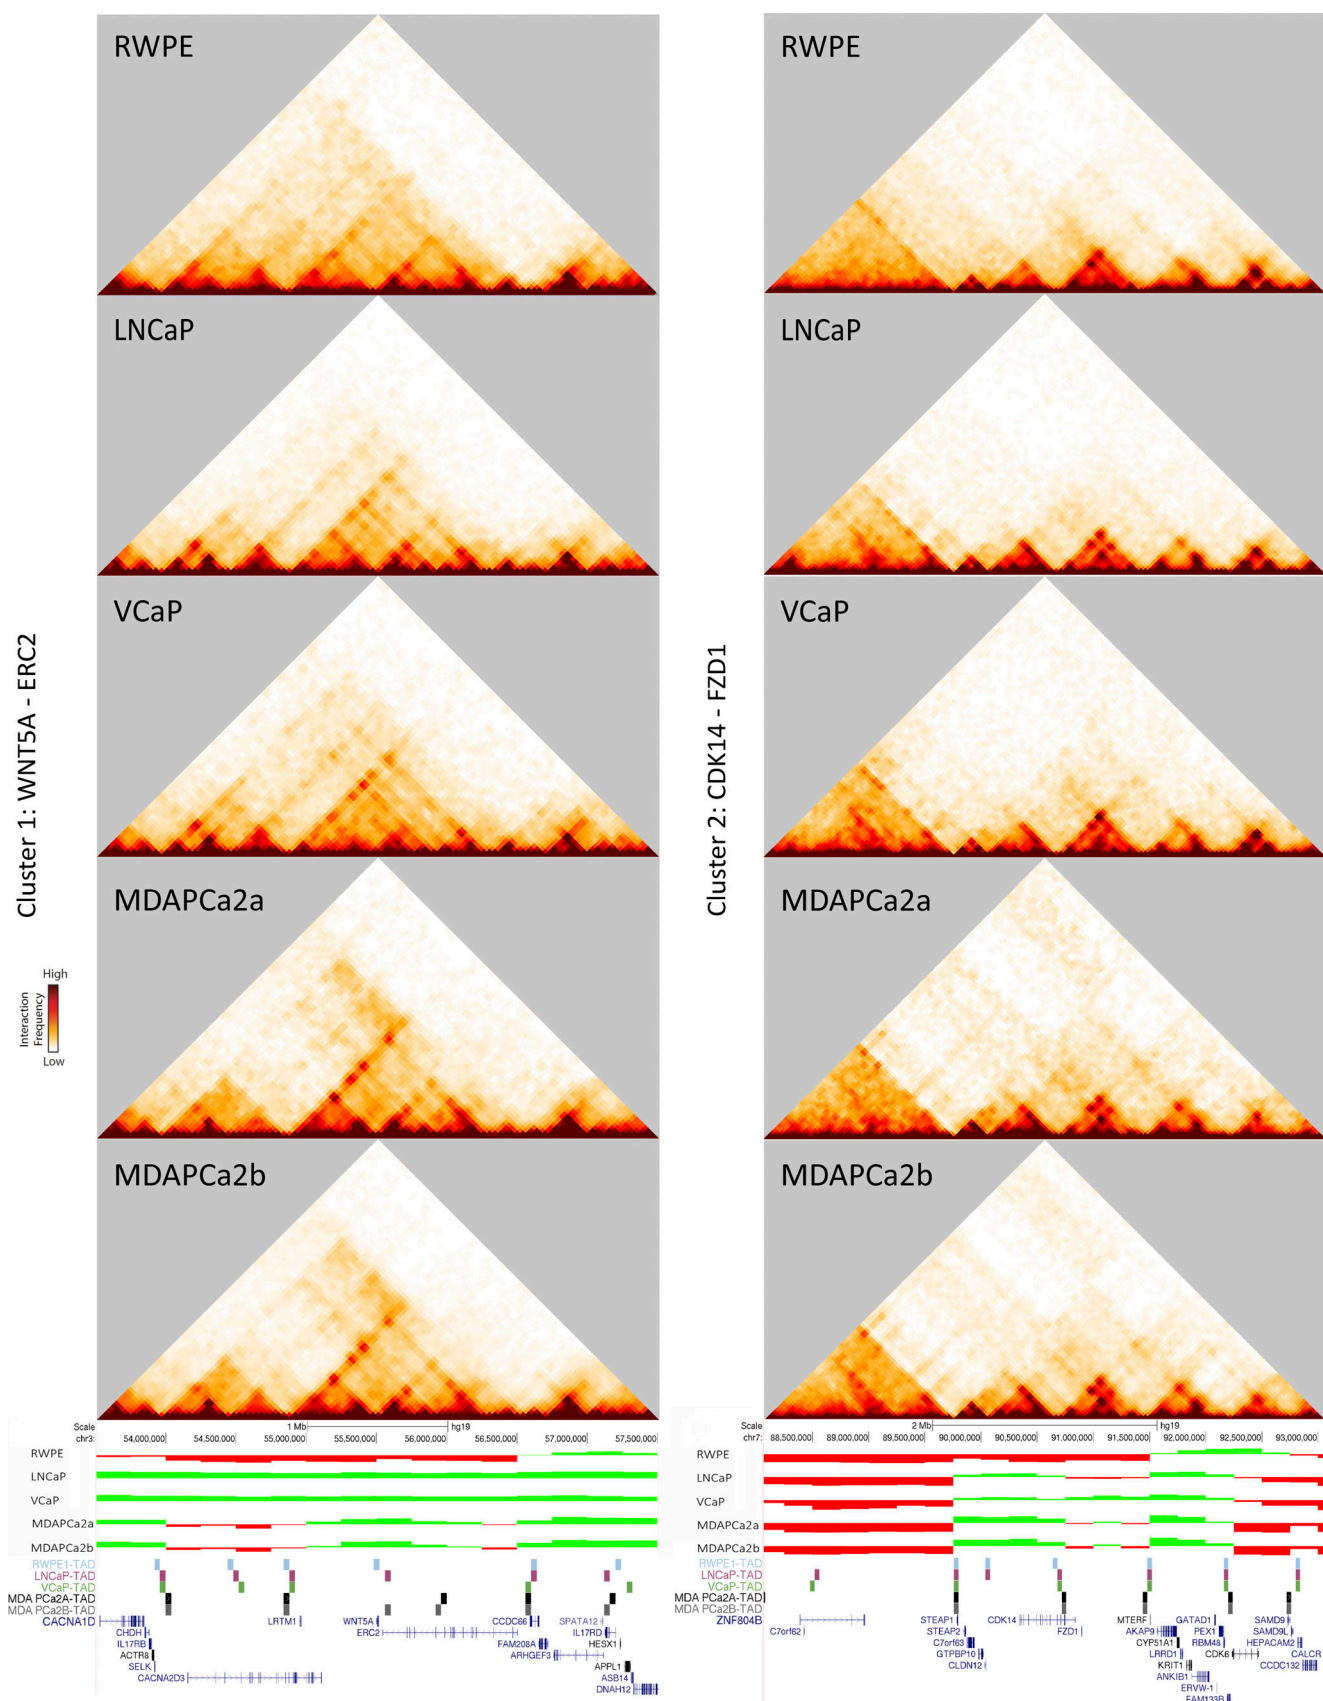 RWPE
LNCaP
VCaP
MDAPCa2a
MDAPCa2b
Cluster 1: WNT5A - ERC2
High
Interaction
Frequency
Low
Scale
1 Mb
hg19
chr3:
54,000,000
54,500,000
55,000,000
55,500,000
56,000,000
56,500,000
57,000,000
57,500,000
RWPE
LNCaP
VCaP
MDAPCa2a
MDAPCa2b
RWPE1-TAD
LNCaP-TAD
VCaP-TAD
MDA PCa2A-TAD
MDA PCa2B-TAD
CACNA1D
LRTM1
WNT5A
CCDC66
SPATA12
CHDH
ERC2
IL17RD
IL17RB
FAM208A
HESX1
ACTR8
ARHGEF3
SELK
APPL1
CACNA2D3
ASB14
DNAH12
RWPE
LNCaP
VCaP
MDAPCa2a
MDAPCa2b
Cluster 2: CDK14 - FZD1
Scale
2 Mb
hg19
chr7:
88,500,000
89,000,000
89,500,000
90,000,000
90,500,000
91,000,000
91,500,000
92,000,000
92,500,000
93,000,000
RWPE
LNCaP
VCaP
MDAPCa2a
MDAPCa2b
RWPE1-TAD
LNCaP-TAD
VCaP-TAD
MDA PCa2A-TAD
MDA PCa2B-TAD
ZNF804B
STEAP1
CDK14
MTERF
GATAD1
SAMD9
C7orf62
STEAP2
FZD1
AKAP9
PEX1
SAMD9L
C7orf63
CYP51A1
RBM48
HEPACAM2
GTPBP10
LRRD1
CDK6
CALCR
CLDN12
KRIT1
CCDC132
ANKIB1
ERVW-1
FAM133B